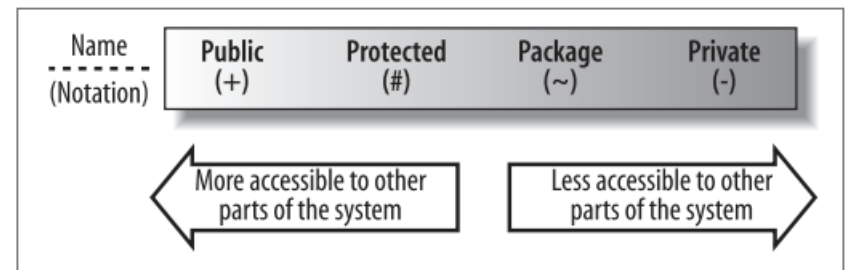 Name
(Notation)
Public
(+)
Protected
(#)
Package
(~)
Private
(-)
More accessible to other
parts of the system
Less accessible to other
parts of the system